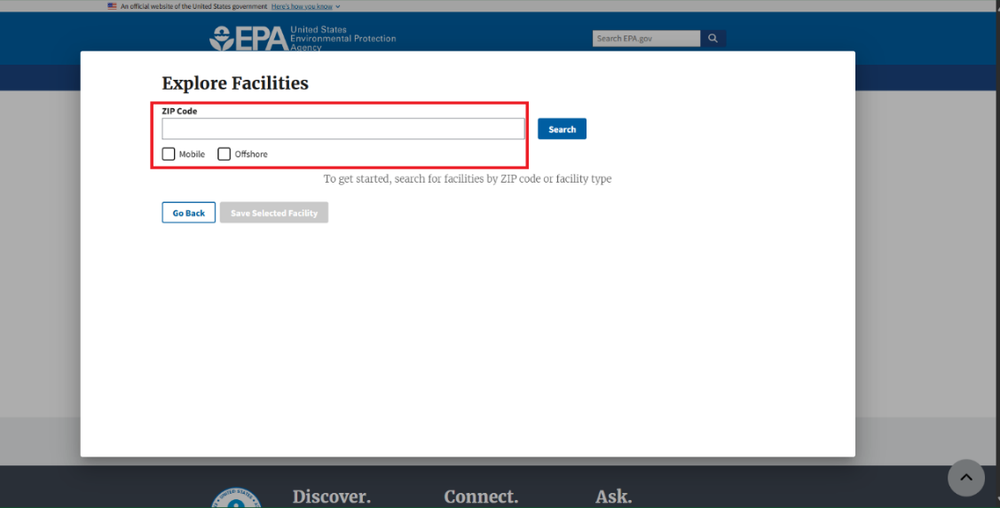 An official website of the United States government Here's how you know
EPA
United States
Environmental Protection
Agency
Search EPA.gov
Explore Facilities
ZIP Code
Search
Mobile
Offshore
To get started, search for facilities by ZIP code or facility type
Go Back
Save Selected Facility
UNITED STATES
Discover.
Connect.
Ask.